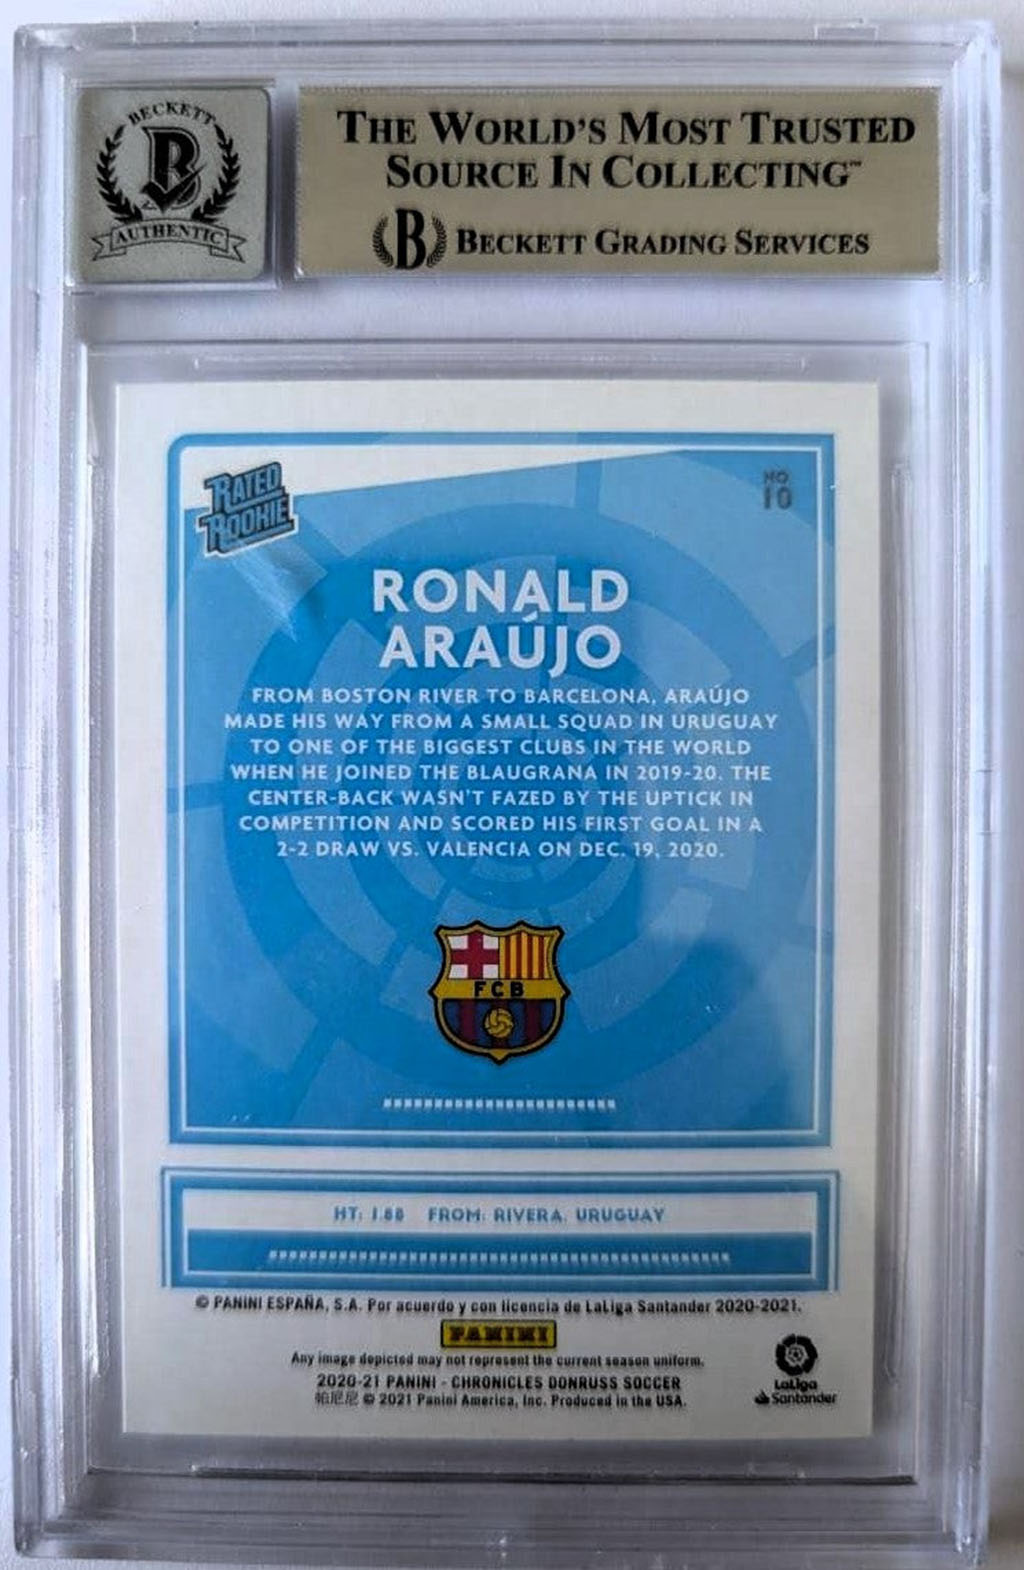 BECKETT
B
AUTHENTIC
THE WORLD'S MOST TRUSTED
SOURCE IN COLLECTING™
B BECKETT GRADING SERVICES
RATED
ROOKIE
NO
10
RONALD
ARAÚJO
FROM BOSTON RIVER TO BARCELONA, ARAÚJO
MADE HIS WAY FROM A SMALL SQUAD IN URUGUAY
TO ONE OF THE BIGGEST CLUBS IN THE WORLD
WHEN HE JOINED THE BLAUGRANA IN 2019-20. THE
CENTER-BACK WASN'T FAZED BY THE UPTICK IN
COMPETITION AND SCORED HIS FIRST GOAL IN A
2-2 DRAW VS. VALENCIA ON DEC. 19, 2020.
FCB
HT: 1.88 FROM: RIVERA, URUGUAY
© PANINI ESPAÑA, S.A. Por acuerdo y con licencia de LaLiga Santander 2020-2021.
PANINI
Any image depicted may not represent the current season uniform.
2020-21 PANINI - CHRONICLES DONRUSS SOCCER
帕尼尼 © 2021 Panini America, Inc. Produced in the USA.
LaLiga
Santander